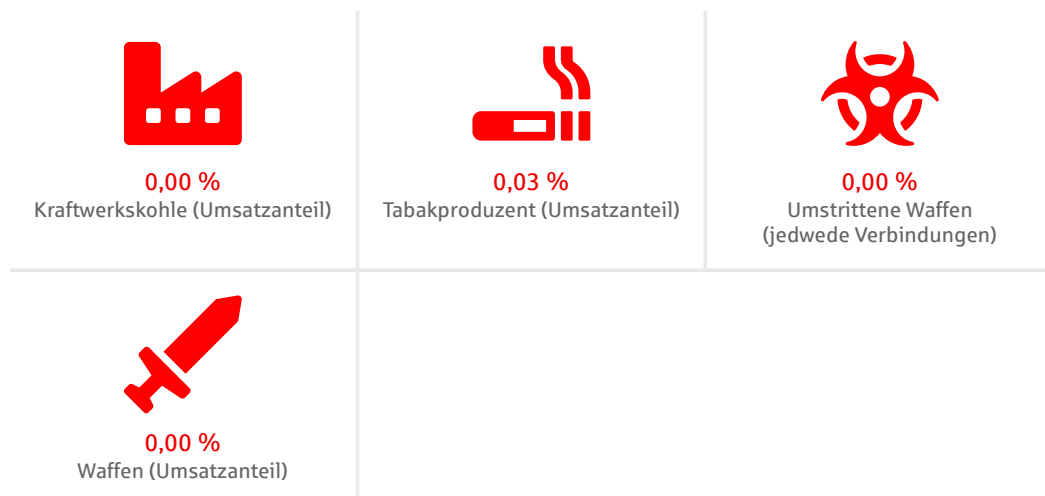 0,00 %
Kraftwerkskohle (Umsatzanteil)
0,03 %
Tabakproduzent (Umsatzanteil)
0,00 %
Umstrittene Waffen
(jedwede Verbindungen)
0,00 %
Waffen (Umsatzanteil)